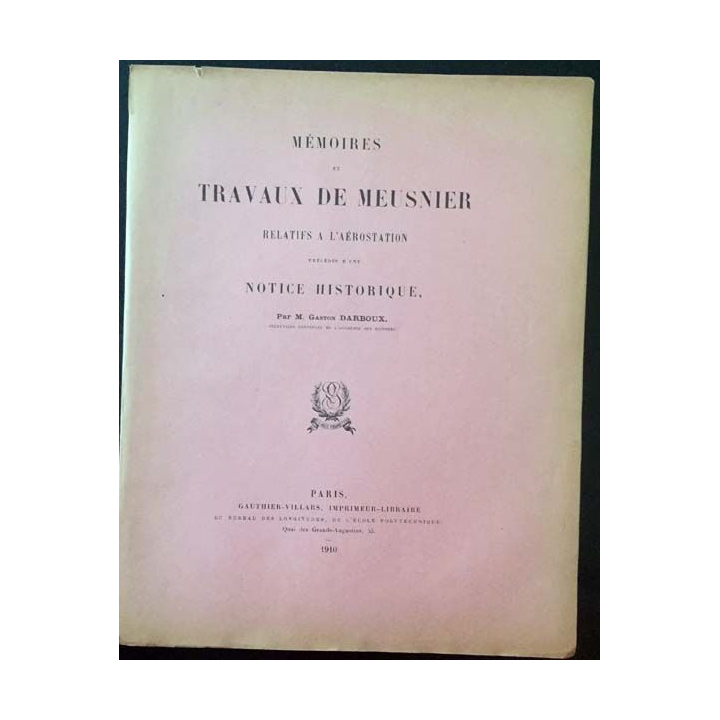 MÉMOIRES
ET
TRAVAUX DE MEUSNIER
RELATIFS A L'AÉROSTATION
PRÉCÉDÉS D'UNE
NOTICE HISTORIQUE,
Par M. Gaston DARBOUX,
SECRÉTAIRE PERPÉTUEL DE L'ACADÉMIE DES SCIENCES
PARIS,
GAUTHIER-VILLARS, IMPRIMEUR-LIBRAIRE
DU BUREAU DES LONGITUDES, DE L'ÉCOLE POLYTECHNIQUE
Quai des Grands-Augustins, 55
1910